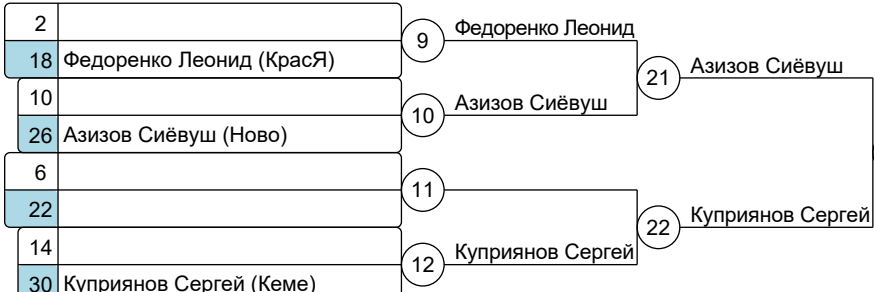 2
18 Федоренко Леонид (КрасЯ)
9
Федоренко Леонид
10
26 Азизов Сиёвуш (Ново)
10
Азизов Сиёвуш
21
Азизов Сиёвуш
6
22
11
14
30 Куприянов Сергей (Кеме)
12
Куприянов Сергей
22
Куприянов Сергей